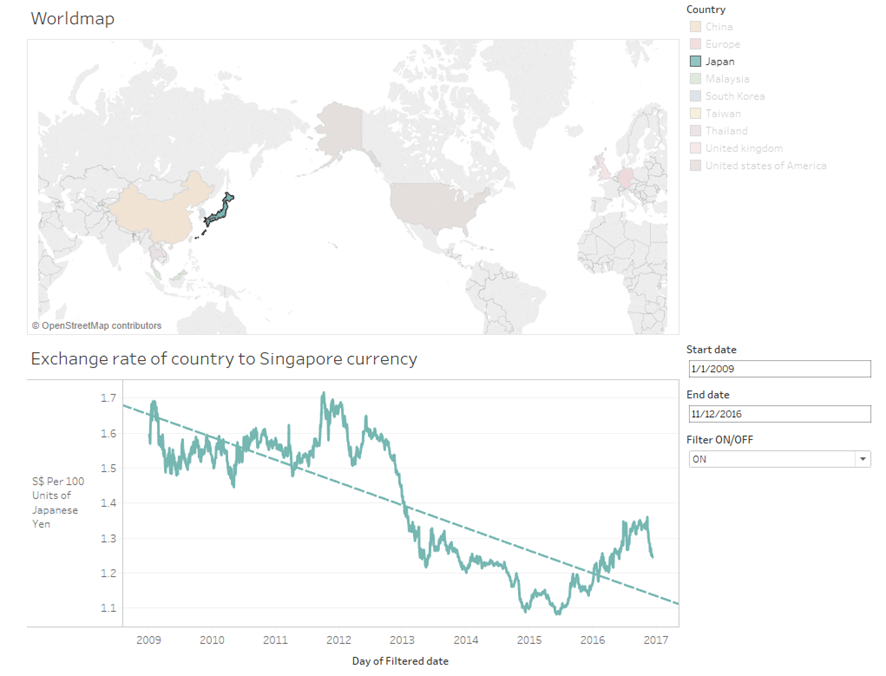 Worldmap
Country
China
Europe
Japan
Malaysia
South Korea
Taiwan
Thailand
United kingdom
United states of America
© OpenStreetMap contributors
Exchange rate of country to Singapore currency
Start date
1/1/2009
End date
11/12/2016
Filter ON/OFF
ON
S$ Per 100
Units of
Japanese
Yen
1.7
1.6
1.5
1.4
1.3
1.2
1.1
2009 2010 2011 2012 2013 2014 2015 2016 2017
Day of Filtered date